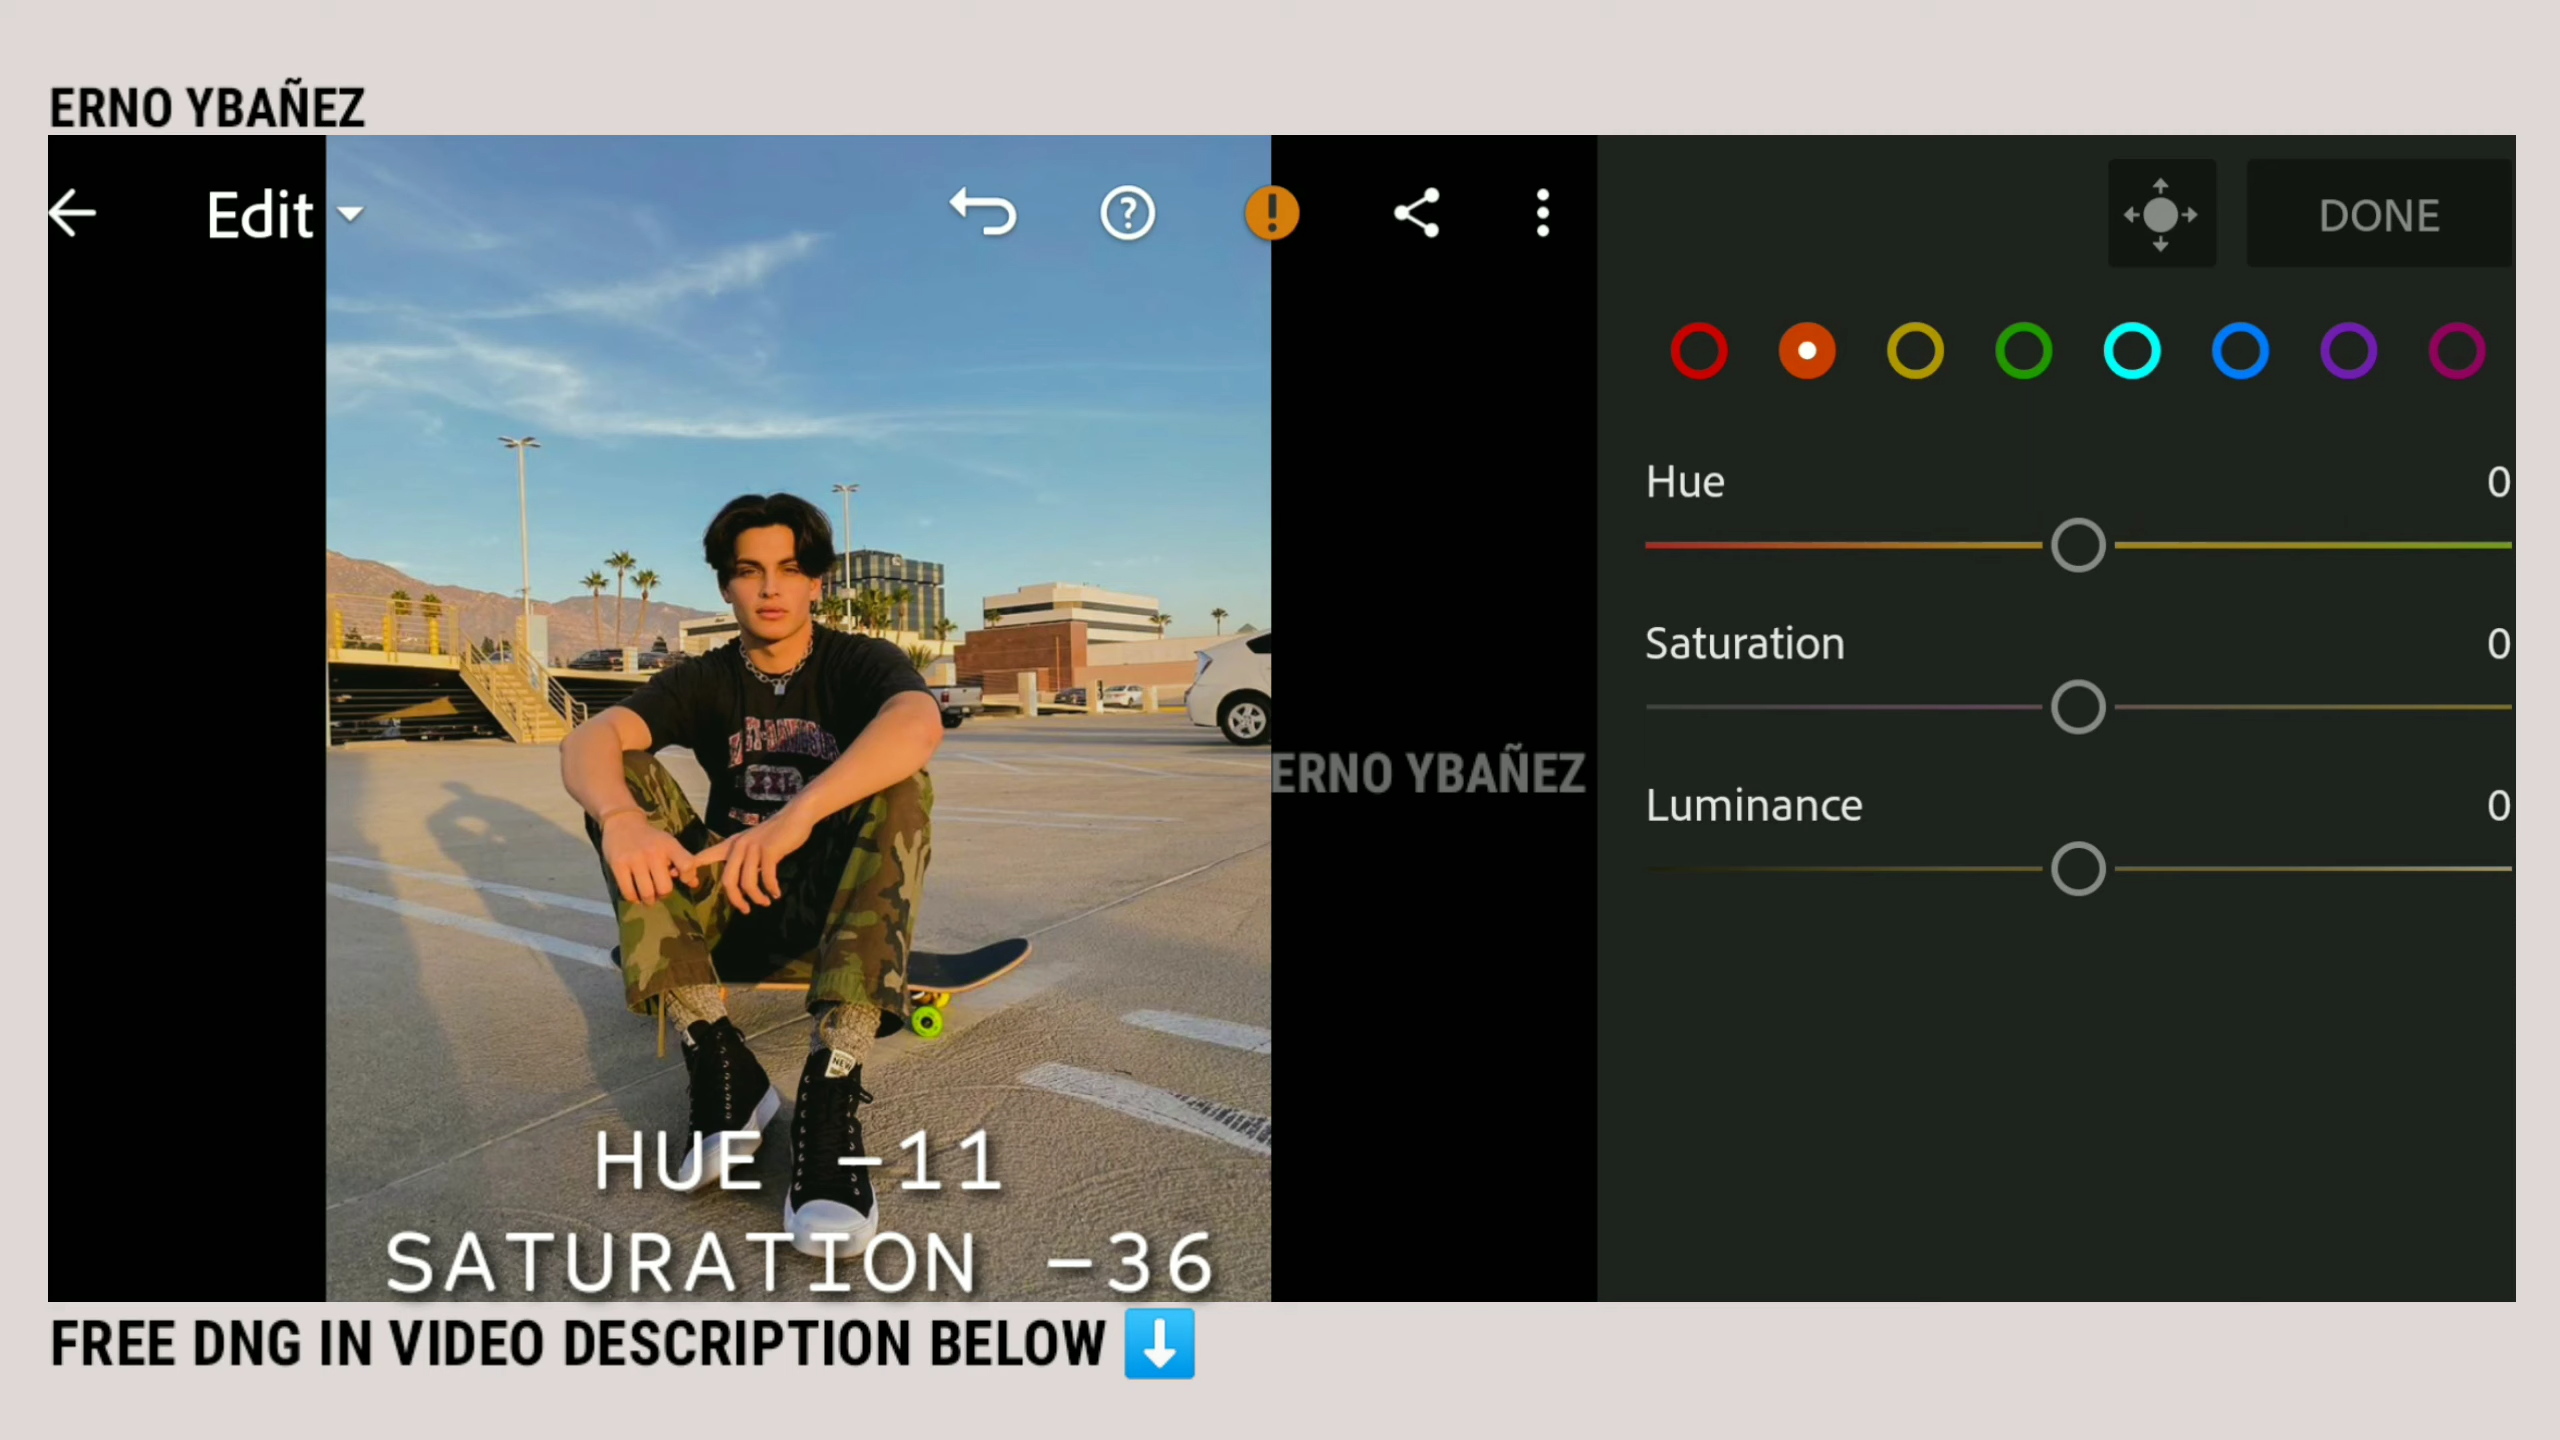 ERNO YBAÑEZ
Edit
DONE
Hue 0
Saturation 0
ERNO YBAÑEZ
Luminance 0
NEW
HUE -11
SATURATION -36
FREE DNG IN VIDEO DESCRIPTION BELOW ⬇️